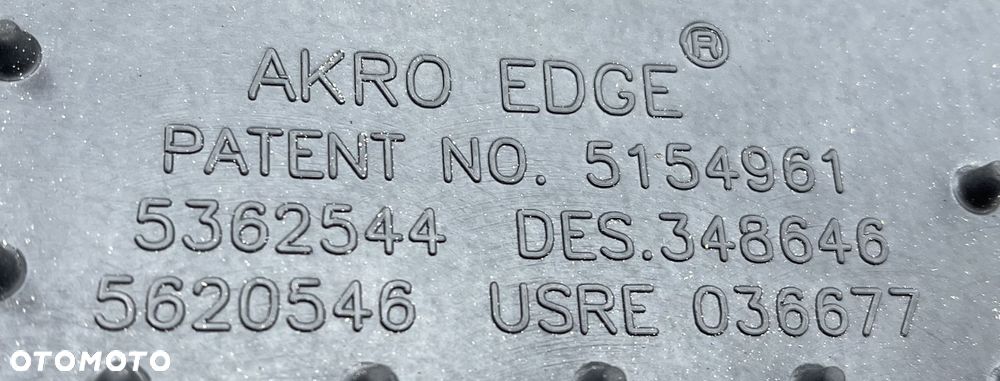 AKRO EDGE®
PATENT NO. 5154961
5362544 DES.348646
5620546 USRE 036677
OTOMOTO